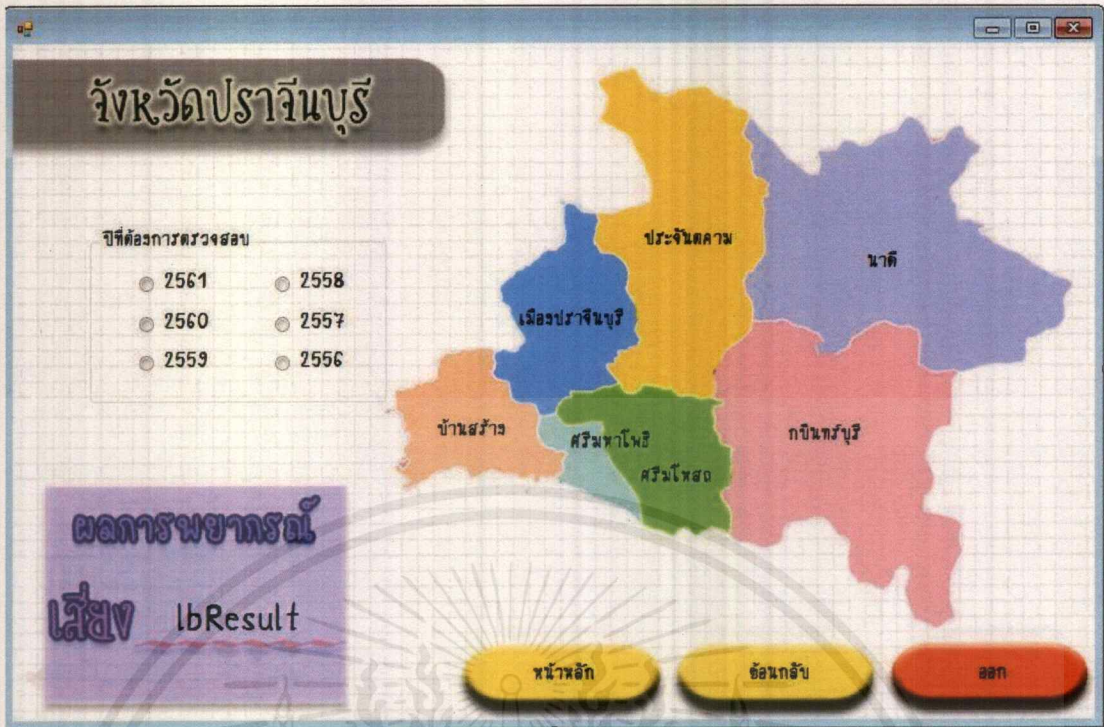 จังหวัดปราจีนบุรี
ปีที่ต้องการตรวจสอบ
2561 2558
2560 2557
2559 2556
ประจันตคาม
นาดี
เมืองปราจีนบุรี
บ้านสร้าง
ศรีมหาโพธิ
กบินทร์บุรี
ศรีมโหสถ
ผลการพยากรณ์
เสี่ยง lbResult
หน้าหลัก ย้อนกลับ ออก